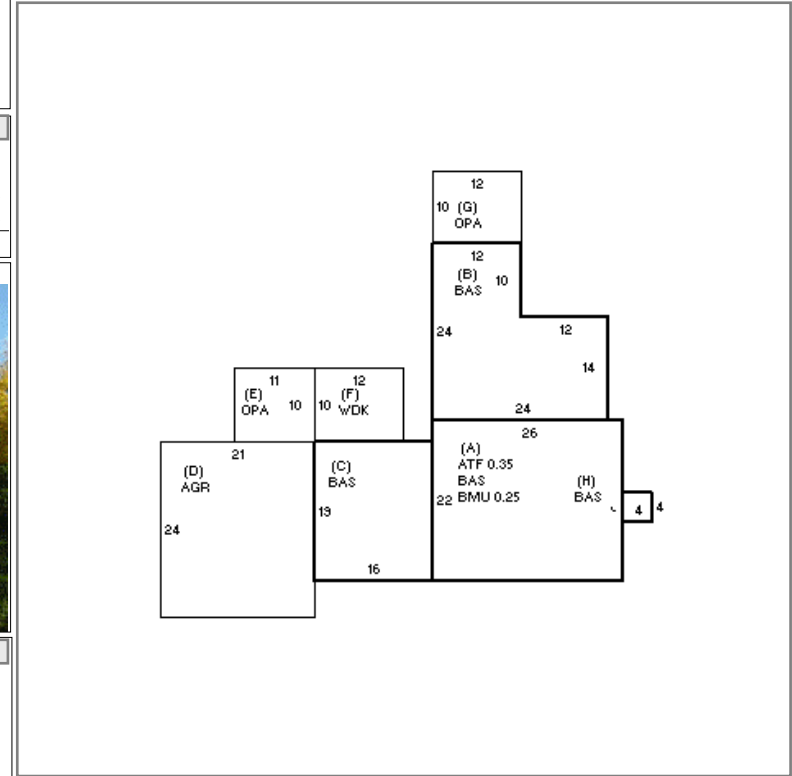 12
10 (G)
OPA
12
(B) 10
BAS
24
12
14
24
11
(E)
OPA 10
12
10 (F)
WDK
21
(D)
AGR
24
(C)
BAS
19
16
26
(A)
ATF 0.35
BAS
22 BMU 0.25
(H)
BAS
4 4